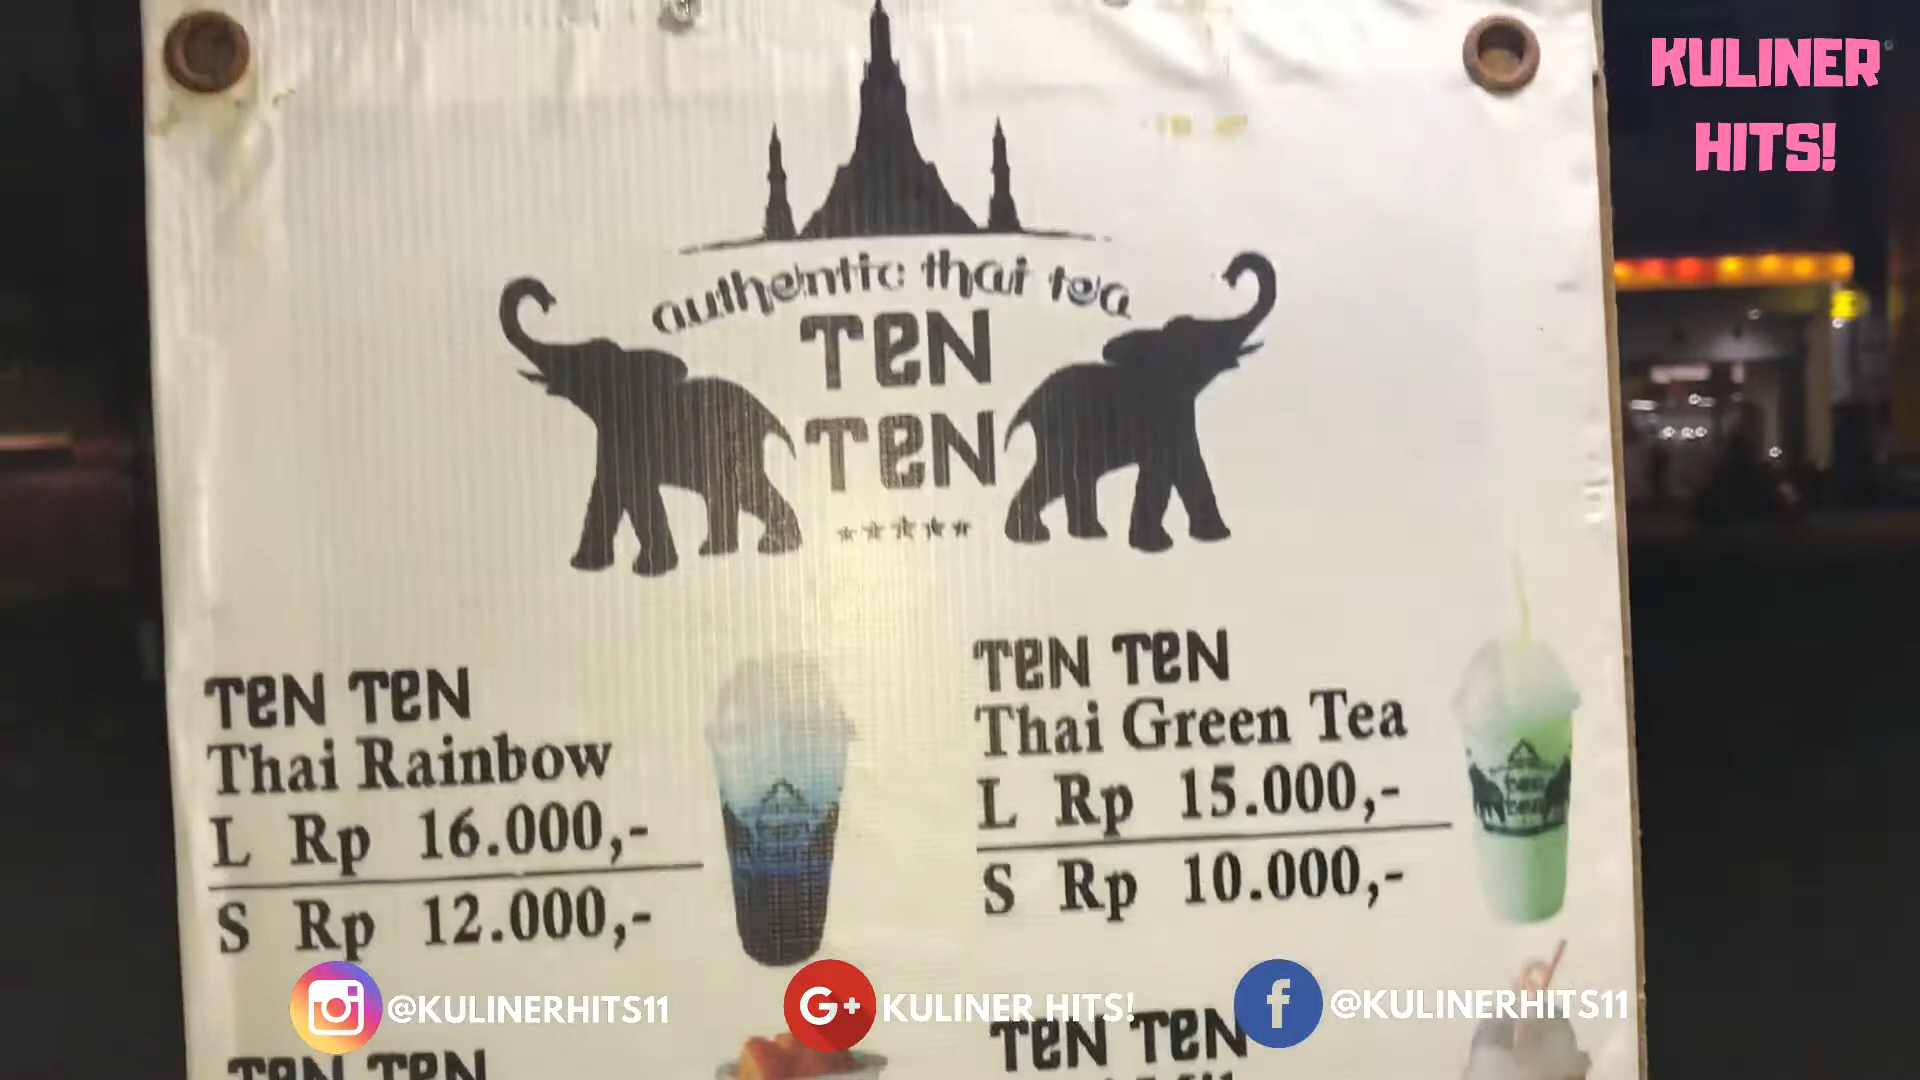 KULINER
HITS!
authentic thai tea
TEN
TEN
TEN TEN
Thai Rainbow
L Rp 16.000,-
S Rp 12.000,-
TEN TEN
Thai Green Tea
L Rp 15.000,-
S Rp 10.000,-
@KULINERHITS11
G+ KULINER HITS!
@KULINERHITS11
TEN TEN
TEN TEN